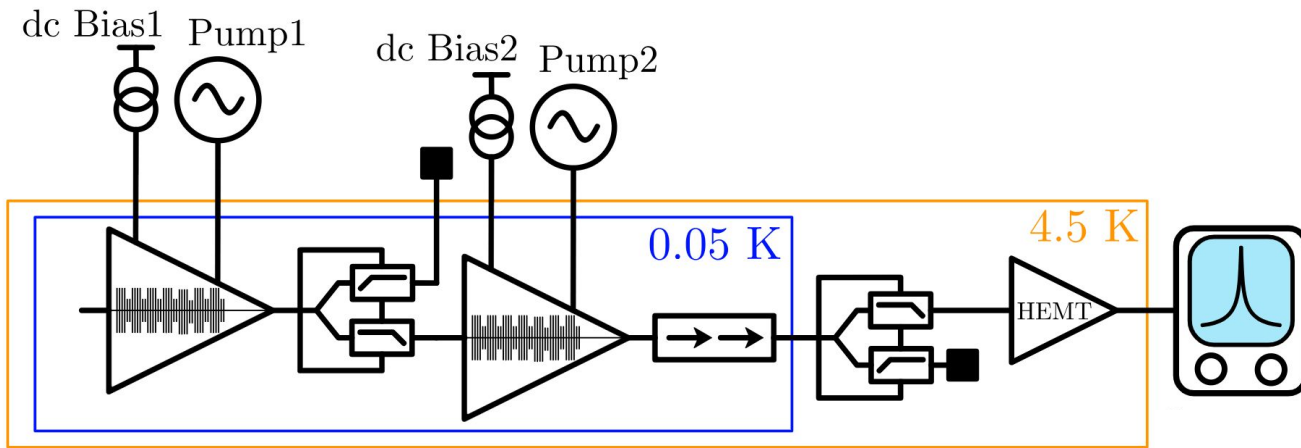 dc Bias1
Pump1
dc Bias2
Pump2
0.05 K
4.5 K
HEMT